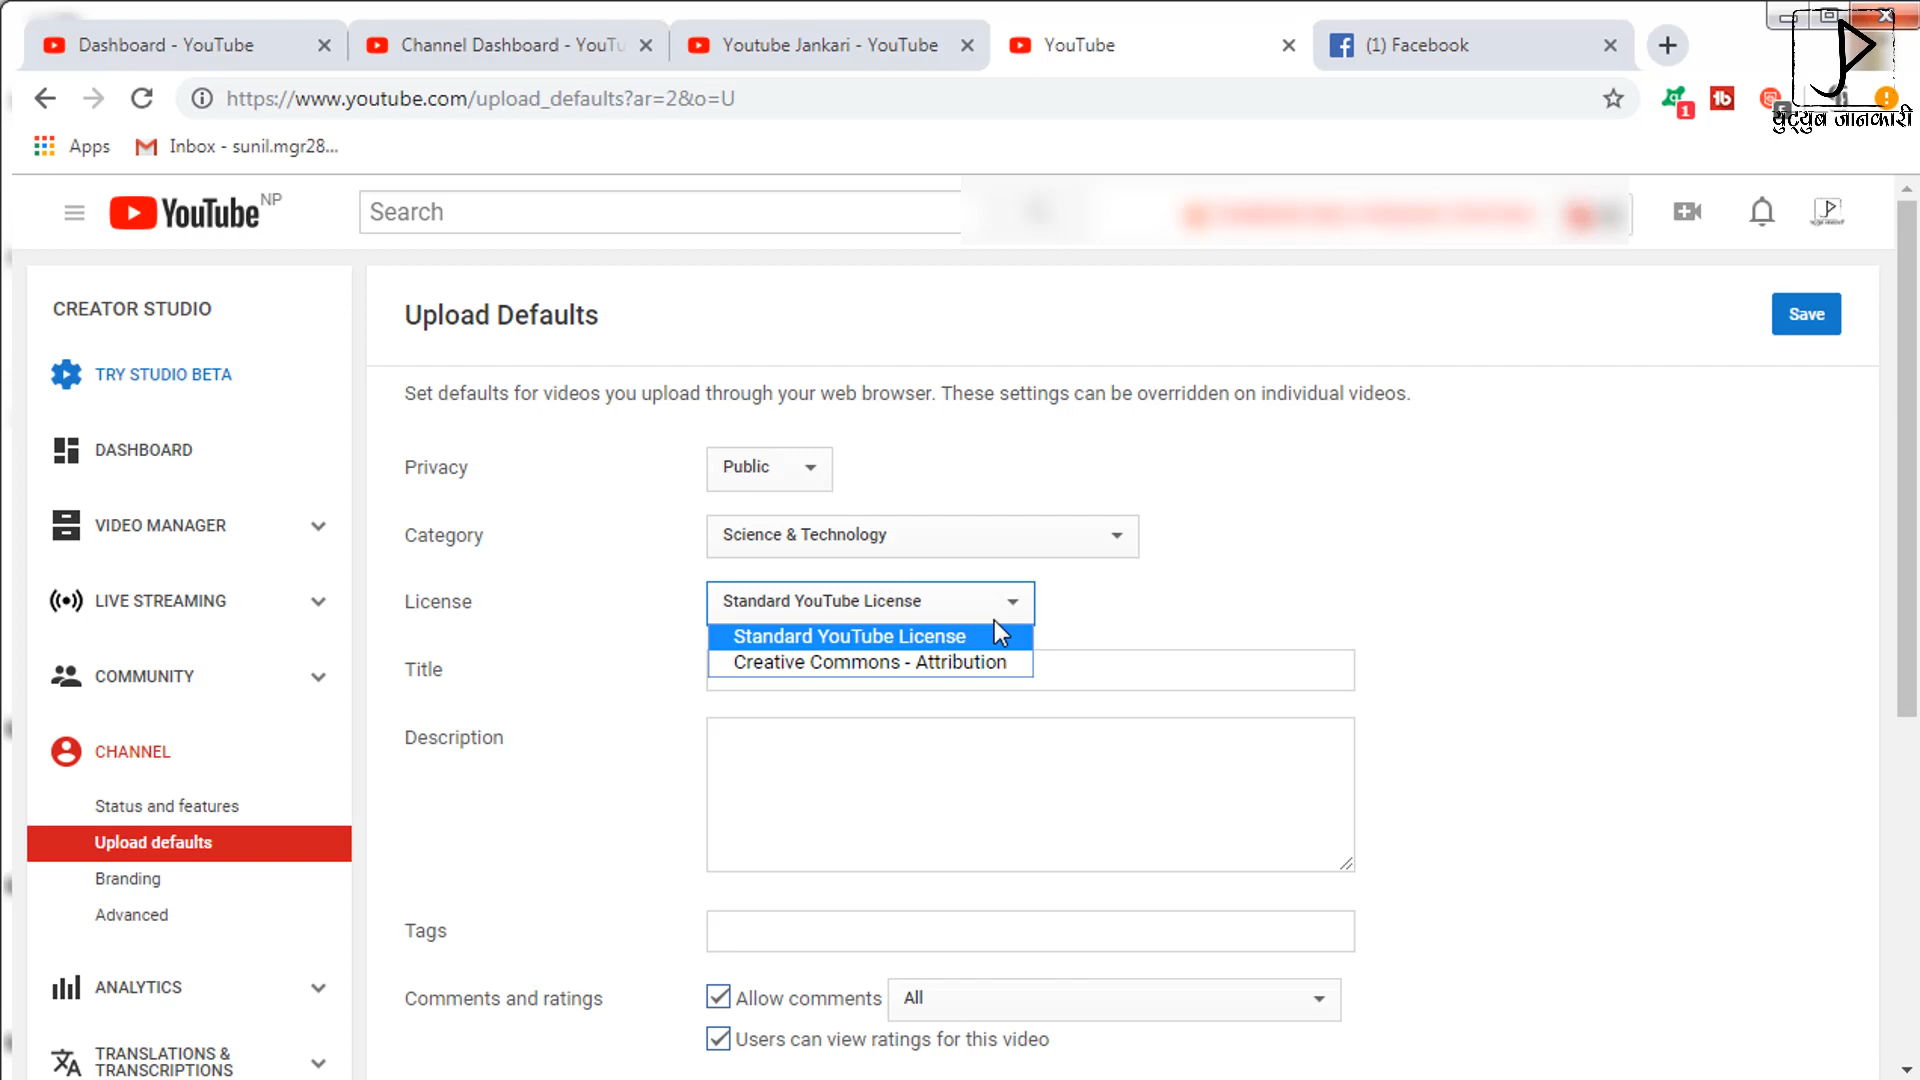 Dashboard - YouTube
Channel Dashboard - YouTu
Youtube Jankari - YouTube
YouTube
(1) Facebook
https://www.youtube.com/upload_defaults?ar=2&o=U
1
tb
Apps
Inbox - sunil.mgr28...
युट्युब जानकारी
YouTube NP
Search
CREATOR STUDIO
TRY STUDIO BETA
DASHBOARD
VIDEO MANAGER
LIVE STREAMING
COMMUNITY
CHANNEL
Status and features
Upload defaults
Branding
Advanced
ANALYTICS
TRANSLATIONS &
TRANSCRIPTIONS
Upload Defaults
Save
Set defaults for videos you upload through your web browser. These settings can be overridden on individual videos.
Privacy
Public
Category
Science & Technology
License
Standard YouTube License
Standard YouTube License
Creative Commons - Attribution
Title
Description
Tags
Comments and ratings
Allow comments
All
Users can view ratings for this video